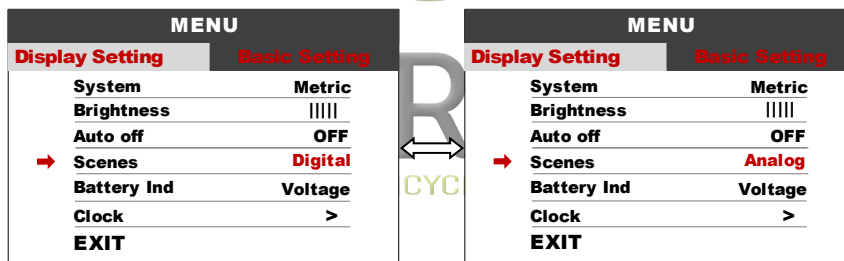 MENU
Display Setting Basic Setting
System Metric
Brightness |||||
Auto off OFF
Scenes Digital
Battery Ind Voltage
Clock >
EXIT
R
CYC
MENU
Display Setting Basic Setting
System Metric
Brightness |||||
Auto off OFF
Scenes Analog
Battery Ind Voltage
Clock >
EXIT